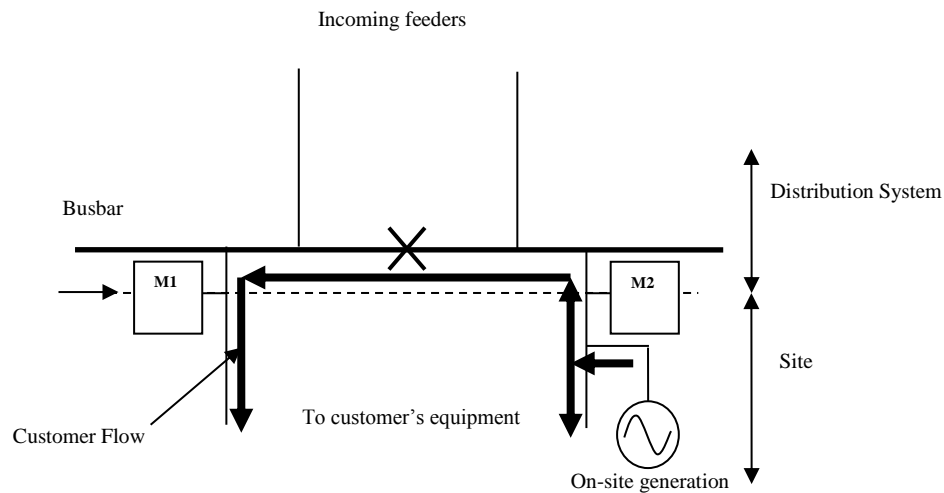 Incoming feeders
Distribution System
Busbar
M1
M2
Site
To customer’s equipment
Customer Flow
On-site generation